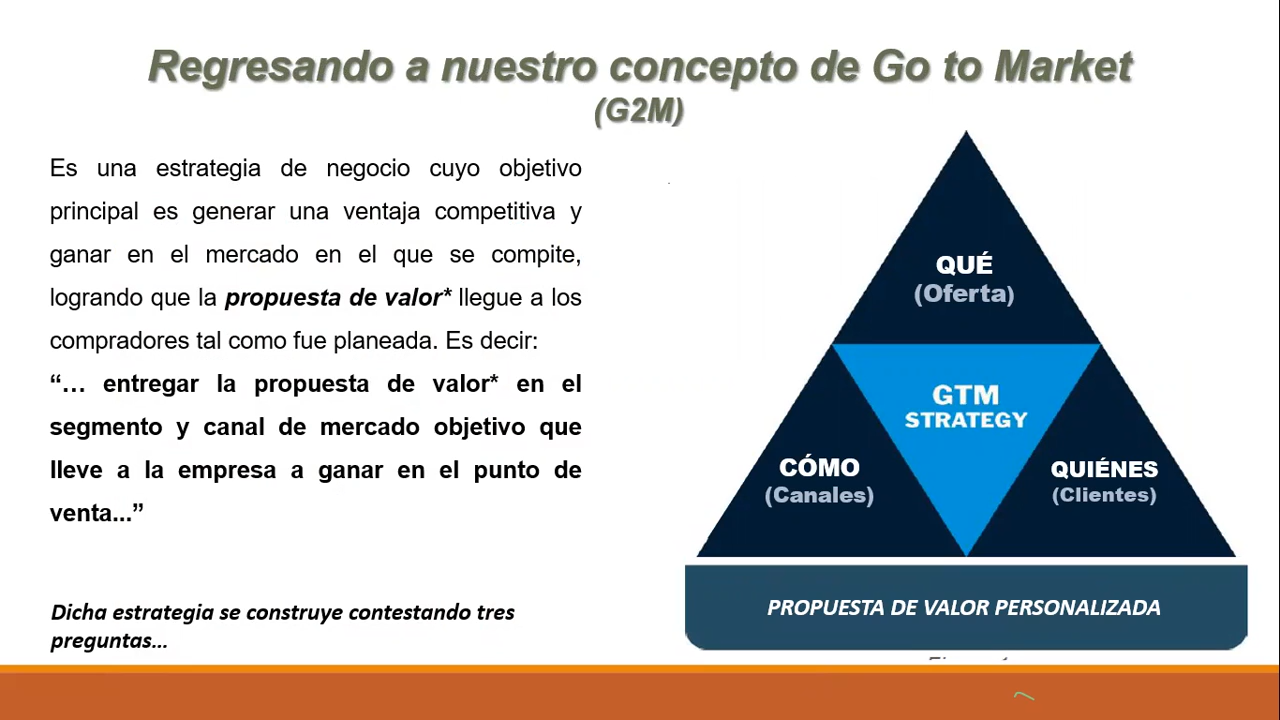 Regresando a nuestro concepto de Go to Market
(G2M)
Es una estrategia de negocio cuyo objetivo
principal es generar una ventaja competitiva y
ganar en el mercado en el que se compite,
logrando que la propuesta de valor* llegue a los
compradores tal como fue planeada. Es decir:
“… entregar la propuesta de valor* en el
segmento y canal de mercado objetivo que
lleve a la empresa a ganar en el punto de
venta...”
Dicha estrategia se construye contestando tres
preguntas...
QUÉ
(Oferta)
GTM
STRATEGY
CÓMO
(Canales)
QUIÉNES
(Clientes)
PROPUESTA DE VALOR PERSONALIZADA